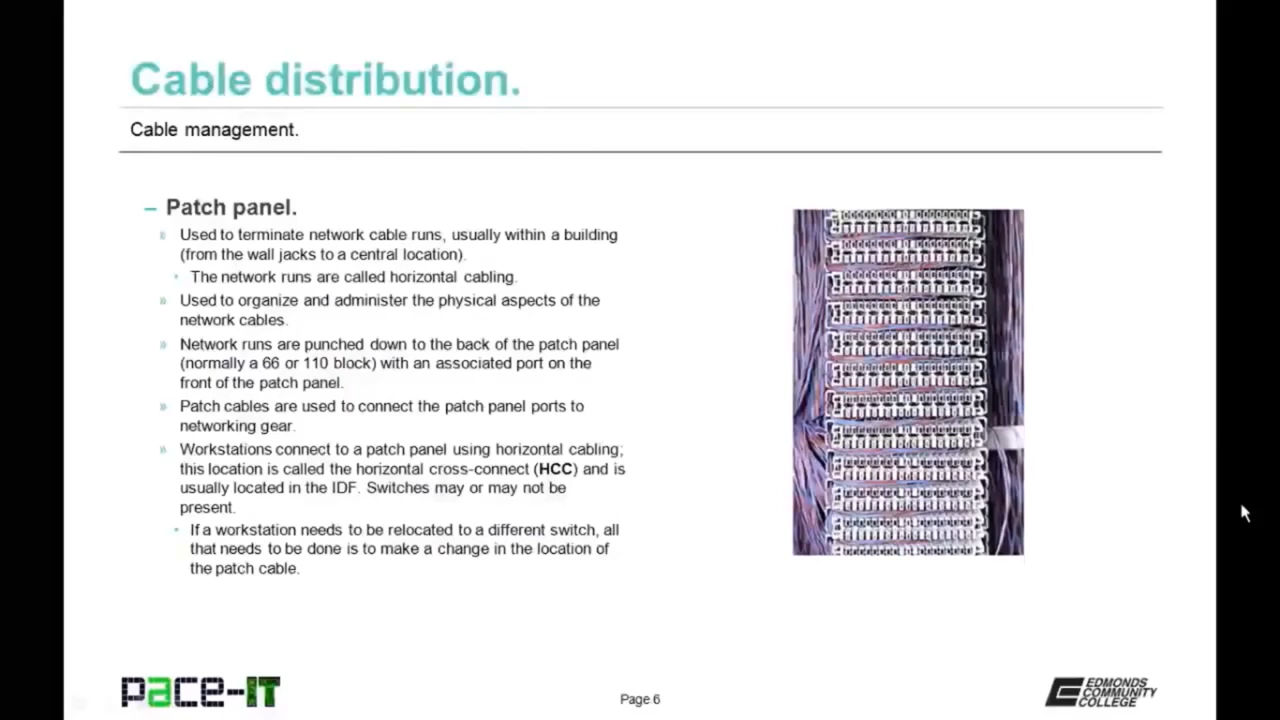 Cable distribution.
Cable management.
– Patch panel.
» Used to terminate network cable runs, usually within a building
(from the wall jacks to a central location).
• The network runs are called horizontal cabling.
» Used to organize and administer the physical aspects of the
network cables.
» Network runs are punched down to the back of the patch panel
(normally a 66 or 110 block) with an associated port on the
front of the patch panel.
» Patch cables are used to connect the patch panel ports to
networking gear.
» Workstations connect to a patch panel using horizontal cabling;
this location is called the horizontal cross-connect (HCC) and is
usually located in the IDF. Switches may or may not be
present.
• If a workstation needs to be relocated to a different switch, all
that needs to be done is to make a change in the location of
the patch cable.
pace-IT
Page 6
EDMONDS
COMMUNITY
COLLEGE